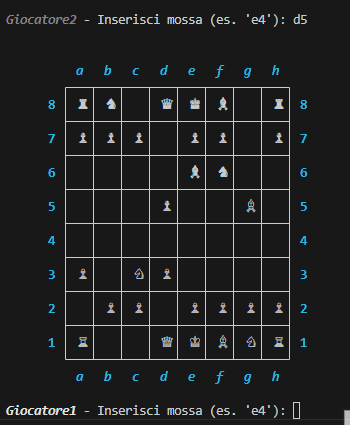 Giocatore2 - Inserisci mossa (es. 'e4'): d5
a b c d e f g h
8 8
7 7
6 6
5 5
4 4
3 3
2 2
1 1
a b c d e f g h
Giocatore1 - Inserisci mossa (es. 'e4'):